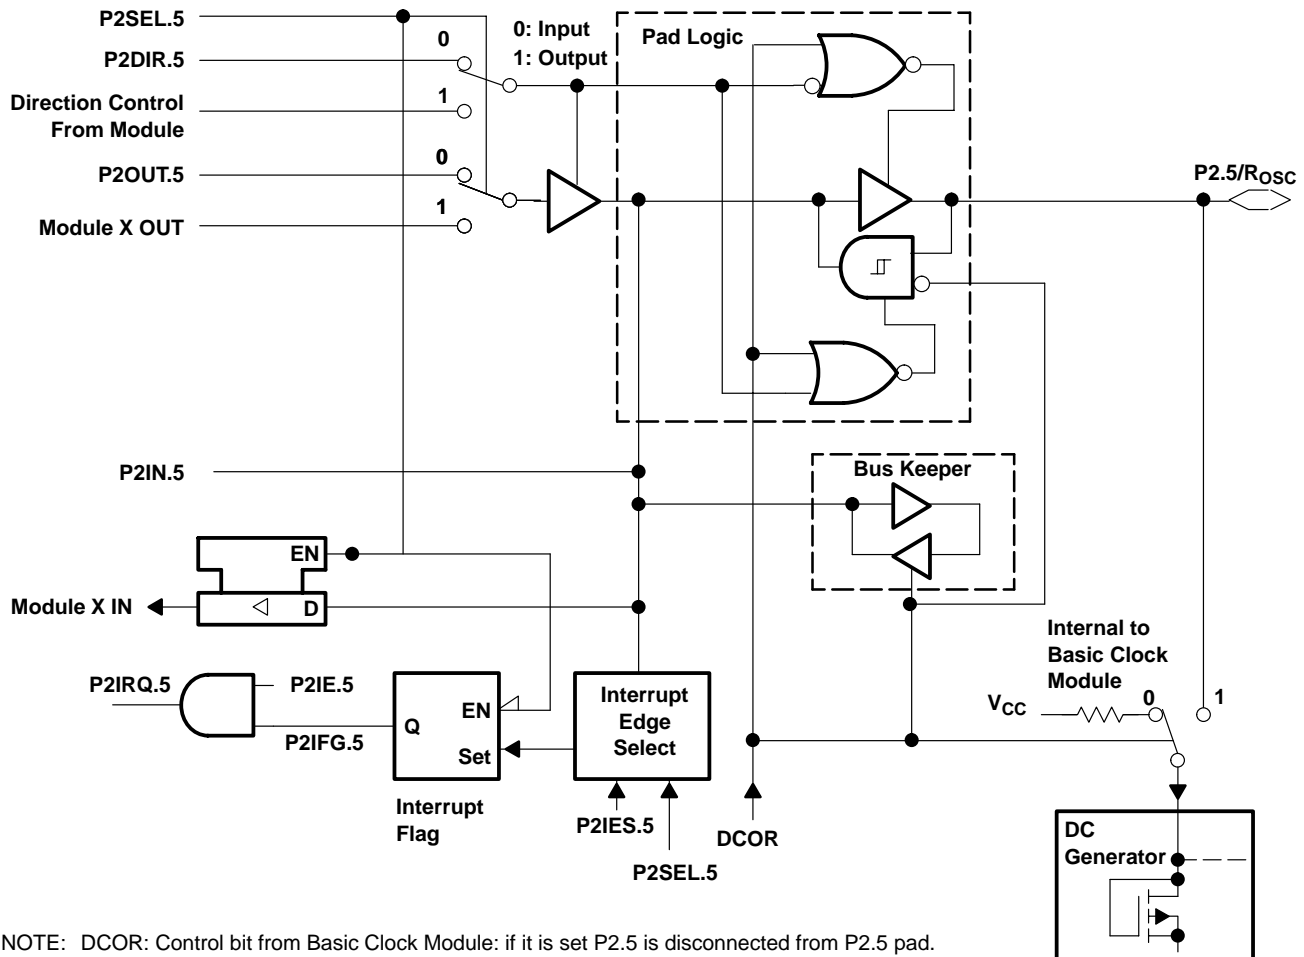 P2SEL.5
0
0: Input
1: Output
Pad Logic
P2DIR.5
Direction Control
From Module
1
P2OUT.5
0
P2.5/ROSC
Module X OUT
1
P2IN.5
Bus Keeper
EN
Module X IN
D
Internal to
Basic Clock
Module
P2IRQ.5
P2IE.5
P2IFG.5
Q
EN
Set
Interrupt
Edge
Select
VCC
0
1
Interrupt
Flag
P2IES.5
P2SEL.5
DCOR
DC
Generator
NOTE: DCOR: Control bit from Basic Clock Module: if it is set P2.5 is disconnected from P2.5 pad.